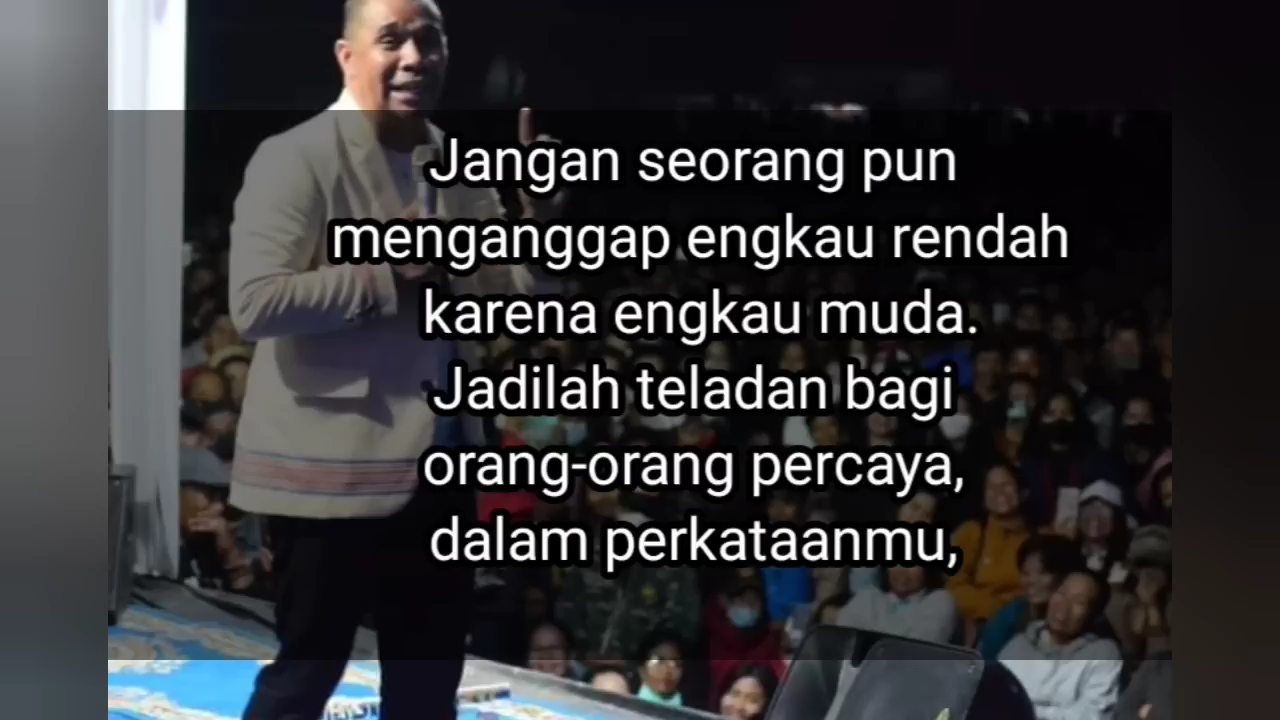 Jangan seorang pun
menganggap engkau rendah
karena engkau muda.
Jadilah teladan bagi
orang-orang percaya,
dalam perkataanmu,